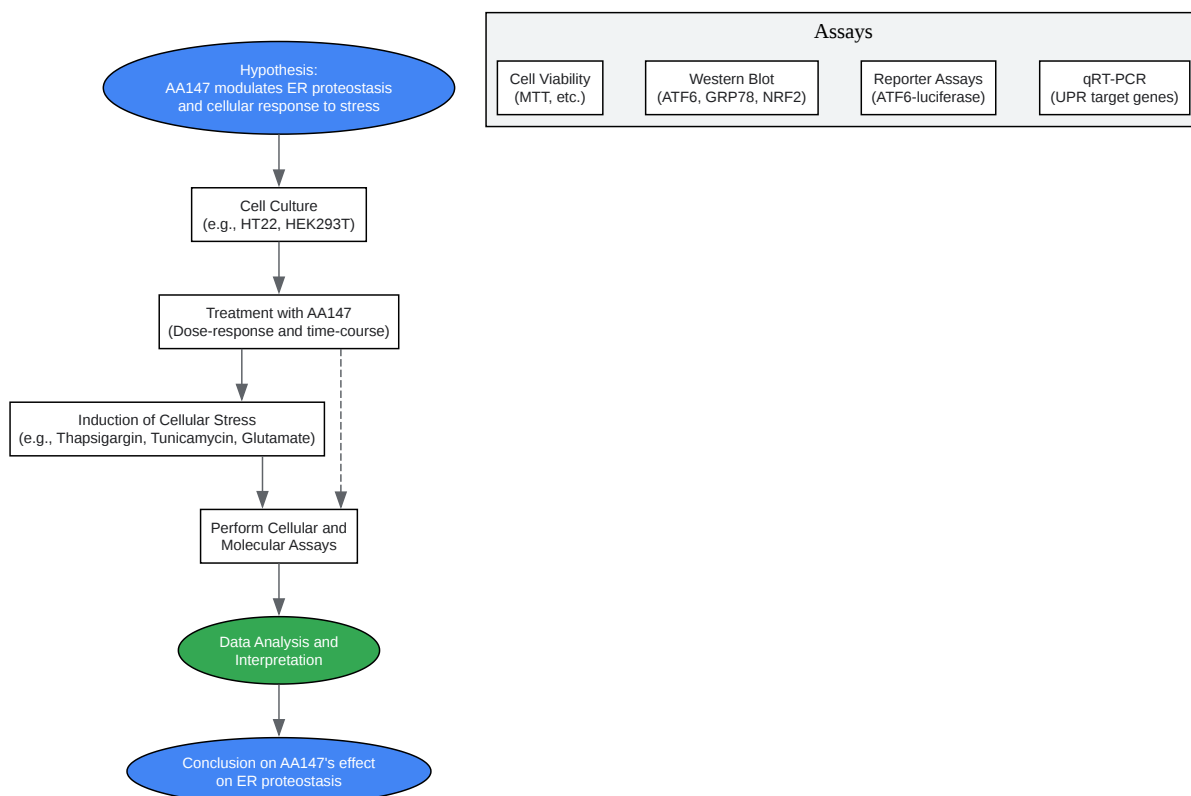 Hypothesis:
AA147 modulates ER proteostasis
and cellular response to stress
Cell Culture
(e.g., HT22, HEK293T)
Treatment with AA147
(Dose-response and time-course)
Induction of Cellular Stress
(e.g., Thapsigargin, Tunicamycin, Glutamate)
Perform Cellular and
Molecular Assays
Data Analysis and
Interpretation
Conclusion on AA147's effect
on ER proteostasis
Assays
Cell Viability
(MTT, etc.)
Western Blot
(ATF6, GRP78, NRF2)
Reporter Assays
(ATF6-luciferase)
qRT-PCR
(UPR target genes)